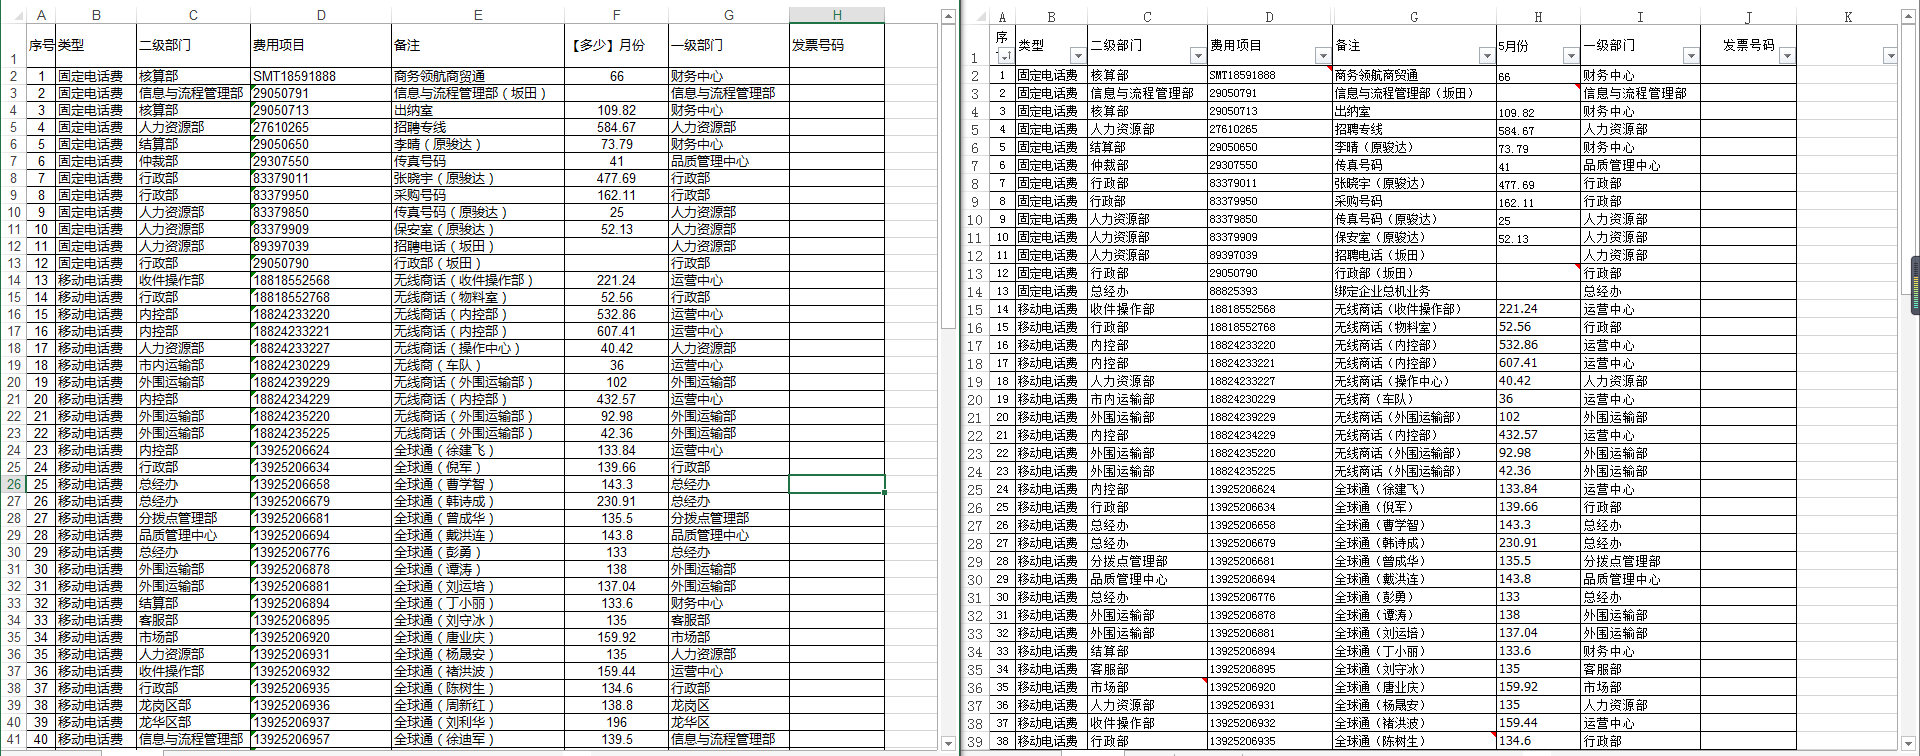 A B C D E F G H
1 序号 类型 二级部门 费用项目 备注 【多少】月份 一级部门 发票号码
2 1 固定电话费 核算部 SMT18591888 商务领航商贸通 66 财务中心
3 2 固定电话费 信息与流程管理部 29050791 信息与流程管理部（坂田） 信息与流程管理部
4 3 固定电话费 核算部 29050713 出纳室 109.82 财务中心
5 4 固定电话费 人力资源部 27610265 招聘专线 584.67 人力资源部
6 5 固定电话费 结算部 29050650 李晴（原骏达） 73.79 财务中心
7 6 固定电话费 仲裁部 29307550 传真号码 41 品质管理中心
8 7 固定电话费 行政部 83379011 张晓宇（原骏达） 477.69 行政部
9 8 固定电话费 行政部 83379950 采购号码 162.11 行政部
10 9 固定电话费 人力资源部 83379850 传真号码（原骏达） 25 人力资源部
11 10 固定电话费 人力资源部 83379909 保安室（原骏达） 52.13 人力资源部
12 11 固定电话费 人力资源部 89397039 招聘电话（坂田） 人力资源部
13 12 固定电话费 行政部 29050790 行政部（坂田） 行政部
14 13 移动电话费 收件操作部 18818552568 无线商话（收件操作部） 221.24 运营中心
15 14 移动电话费 行政部 18818552768 无线商话（物料室） 52.56 行政部
16 15 移动电话费 内控部 18824233220 无线商话（内控部） 532.86 运营中心
17 16 移动电话费 内控部 18824233221 无线商话（内控部） 607.41 运营中心
18 17 移动电话费 人力资源部 18824233227 无线商话（操作中心） 40.42 人力资源部
19 18 移动电话费 市内运输部 18824230229 无线商（车队） 36 运营中心
20 19 移动电话费 外围运输部 18824239229 无线商话（外围运输部） 102 外围运输部
21 20 移动电话费 内控部 18824234229 无线商话（内控部） 432.57 运营中心
22 21 移动电话费 外围运输部 18824235220 无线商话（外围运输部） 92.98 外围运输部
23 22 移动电话费 外围运输部 18824235225 无线商话（外围运输部） 42.36 外围运输部
24 23 移动电话费 内控部 13925206624 全球通（徐建飞） 133.84 运营中心
25 24 移动电话费 行政部 13925206634 全球通（倪军） 139.66 行政部
26 25 移动电话费 总经办 13925206658 全球通（曹学智） 143.3 总经办
27 26 移动电话费 总经办 13925206679 全球通（韩诗成） 230.91 总经办
28 27 移动电话费 分拨点管理部 13925206681 全球通（曾成华） 135.5 分拨点管理部
29 28 移动电话费 品质管理中心 13925206694 全球通（戴洪连） 143.8 品质管理中心
30 29 移动电话费 总经办 13925206776 全球通（彭勇） 133 总经办
31 30 移动电话费 外围运输部 13925206878 全球通（谭涛） 138 外围运输部
32 31 移动电话费 外围运输部 13925206881 全球通（刘运培） 137.04 外围运输部
33 32 移动电话费 结算部 13925206894 全球通（丁小丽） 133.6 财务中心
34 33 移动电话费 客服部 13925206895 全球通（刘守冰） 135 客服部
35 34 移动电话费 市场部 13925206920 全球通（唐业庆） 159.92 市场部
36 35 移动电话费 人力资源部 13925206931 全球通（杨晟安） 135 人力资源部
37 36 移动电话费 收件操作部 13925206932 全球通（褚洪波） 159.44 运营中心
38 37 移动电话费 行政部 13925206935 全球通（陈树生） 134.6 行政部
39 38 移动电话费 龙岗区部 13925206936 全球通（周新红） 138.8 龙岗区
40 39 移动电话费 龙华区部 13925206937 全球通（刘利华） 196 龙华区
41 40 移动电话费 信息与流程管理部 13925206957 全球通（徐迪军） 139.5 信息与流程管理部
A B C D G H I J K
1 序 类型 二级部门 费用项目 备注 5月份 一级部门 发票号码
2 1 固定电话费 核算部 SMT18591888 商务领航商贸通 66 财务中心
3 2 固定电话费 信息与流程管理部 29050791 信息与流程管理部（坂田） 信息与流程管理部
4 3 固定电话费 核算部 29050713 出纳室 109.82 财务中心
5 4 固定电话费 人力资源部 27610265 招聘专线 584.67 人力资源部
6 5 固定电话费 结算部 29050650 李晴（原骏达） 73.79 财务中心
7 6 固定电话费 仲裁部 29307550 传真号码 41 品质管理中心
8 7 固定电话费 行政部 83379011 张晓宇（原骏达） 477.69 行政部
9 8 固定电话费 行政部 83379950 采购号码 162.11 行政部
10 9 固定电话费 人力资源部 83379850 传真号码（原骏达） 25 人力资源部
11 10 固定电话费 人力资源部 83379909 保安室（原骏达） 52.13 人力资源部
12 11 固定电话费 人力资源部 89397039 招聘电话（坂田） 人力资源部
13 12 固定电话费 行政部 29050790 行政部（坂田） 行政部
14 13 固定电话费 总经办 88825393 绑定企业总机业务 总经办
15 14 移动电话费 收件操作部 18818552568 无线商话（收件操作部） 221.24 运营中心
16 15 移动电话费 行政部 18818552768 无线商话（物料室） 52.56 行政部
17 16 移动电话费 内控部 18824233220 无线商话（内控部） 532.86 运营中心
18 17 移动电话费 内控部 18824233221 无线商话（内控部） 607.41 运营中心
19 18 移动电话费 人力资源部 18824233227 无线商话（操作中心） 40.42 人力资源部
20 19 移动电话费 市内运输部 18824230229 无线商（车队） 36 运营中心
21 20 移动电话费 外围运输部 18824239229 无线商话（外围运输部） 102 外围运输部
22 21 移动电话费 内控部 18824234229 无线商话（内控部） 432.57 运营中心
23 22 移动电话费 外围运输部 18824235220 无线商话（外围运输部） 92.98 外围运输部
24 23 移动电话费 外围运输部 18824235225 无线商话（外围运输部） 42.36 外围运输部
25 24 移动电话费 内控部 13925206624 全球通（徐建飞） 133.84 运营中心
26 25 移动电话费 行政部 13925206634 全球通（倪军） 139.66 行政部
27 26 移动电话费 总经办 13925206658 全球通（曹学智） 143.3 总经办
28 27 移动电话费 总经办 13925206679 全球通（韩诗成） 230.91 总经办
29 28 移动电话费 分拨点管理部 13925206681 全球通（曾成华） 135.5 分拨点管理部
30 29 移动电话费 品质管理中心 13925206694 全球通（戴洪连） 143.8 品质管理中心
31 30 移动电话费 总经办 13925206776 全球通（彭勇） 133 总经办
32 31 移动电话费 外围运输部 13925206878 全球通（谭涛） 138 外围运输部
33 32 移动电话费 外围运输部 13925206881 全球通（刘运培） 137.04 外围运输部
34 33 移动电话费 结算部 13925206894 全球通（丁小丽） 133.6 财务中心
35 34 移动电话费 客服部 13925206895 全球通（刘守冰） 135 客服部
36 35 移动电话费 市场部 13925206920 全球通（唐业庆） 159.92 市场部
37 36 移动电话费 人力资源部 13925206931 全球通（杨晟安） 135 人力资源部
38 37 移动电话费 收件操作部 13925206932 全球通（褚洪波） 159.44 运营中心
39 38 移动电话费 行政部 13925206935 全球通（陈树生） 134.6 行政部